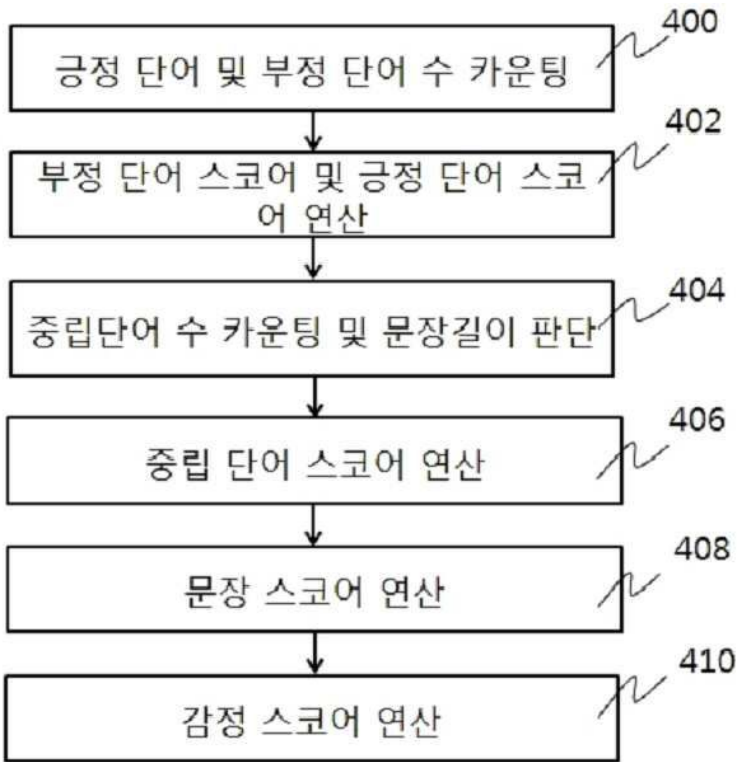 400
긍정 단어 및 부정 단어 수 카운팅
402
부정 단어 스코어 및 긍정 단어 스코
어 연산
404
중립단어 수 카운팅 및 문장길이 판단
406
중립 단어 스코어 연산
408
문장 스코어 연산
410
감정 스코어 연산